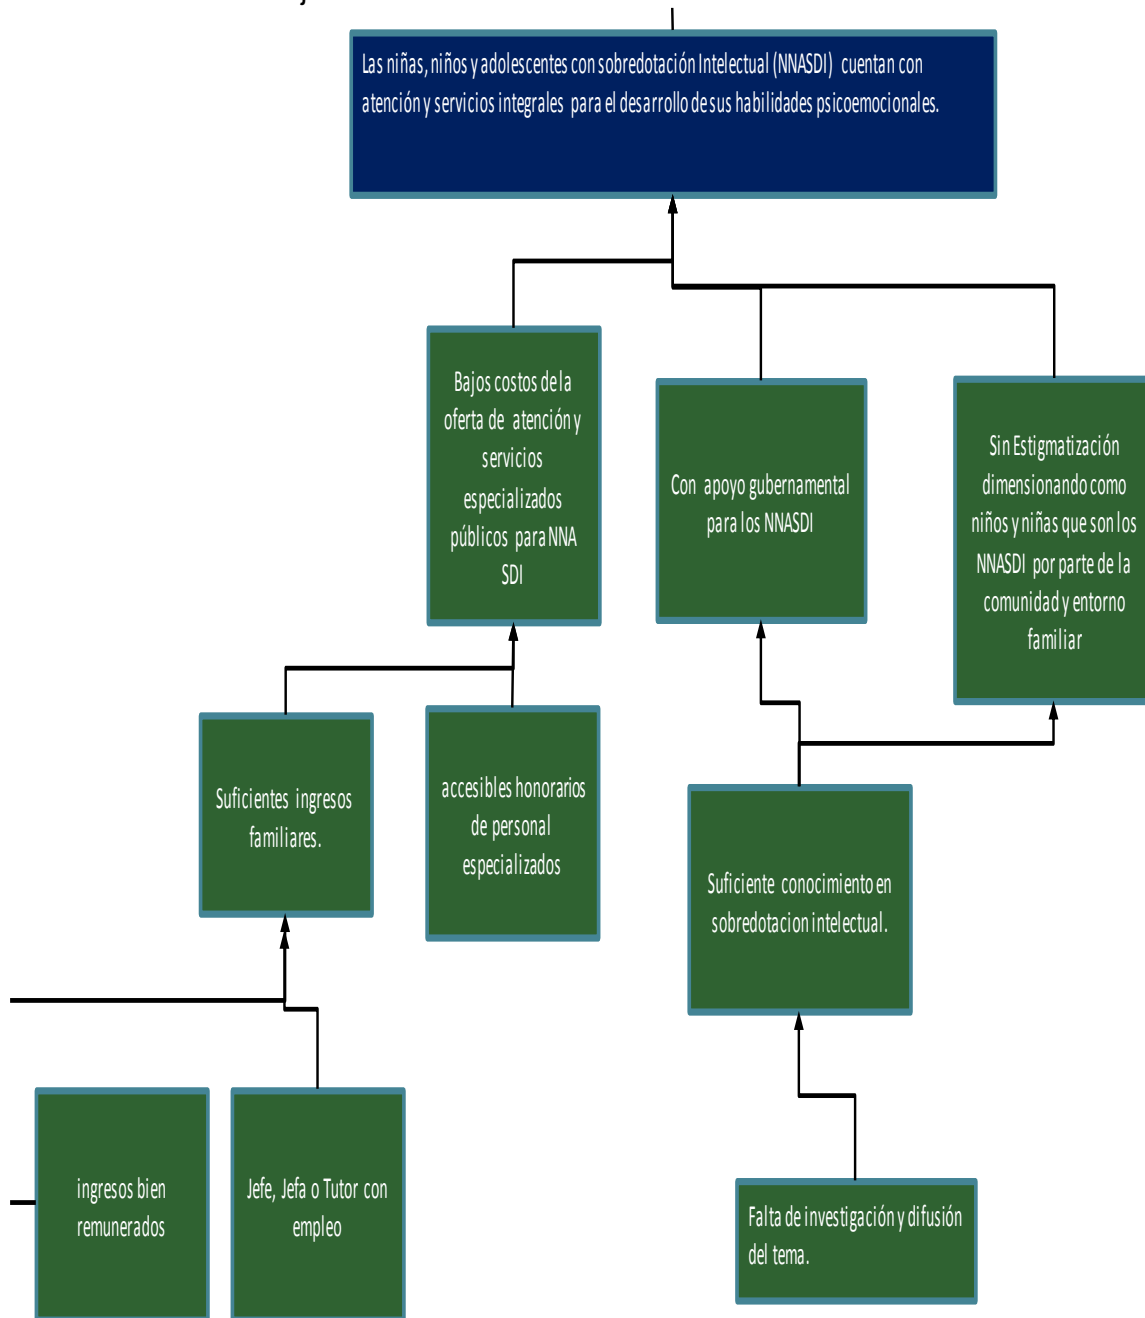 Las niñas, niños y adolescentes con sobredotación Intelectual (NNASDI) cuentan con
atención y servicios integrales para el desarrollo de sus habilidades psicoemocionales.
Bajos costos de la
oferta de atención y
servicios
especializados
públicos para NNA
SDI
Con apoyo gubernamental
para los NNASDI
Sin Estigmatización
dimensionando como
niños y niñas que son los
NNASDI por parte de la
comunidad y entorno
familiar
Suficientes ingresos
familiares.
accesibles honorarios
de personal
especializados
Suficiente conocimiento en
sobredotacion intelectual.
ingresos bien
remunerados
Jefe, Jefa o Tutor con
empleo
Falta de investigación y difusión
del tema.